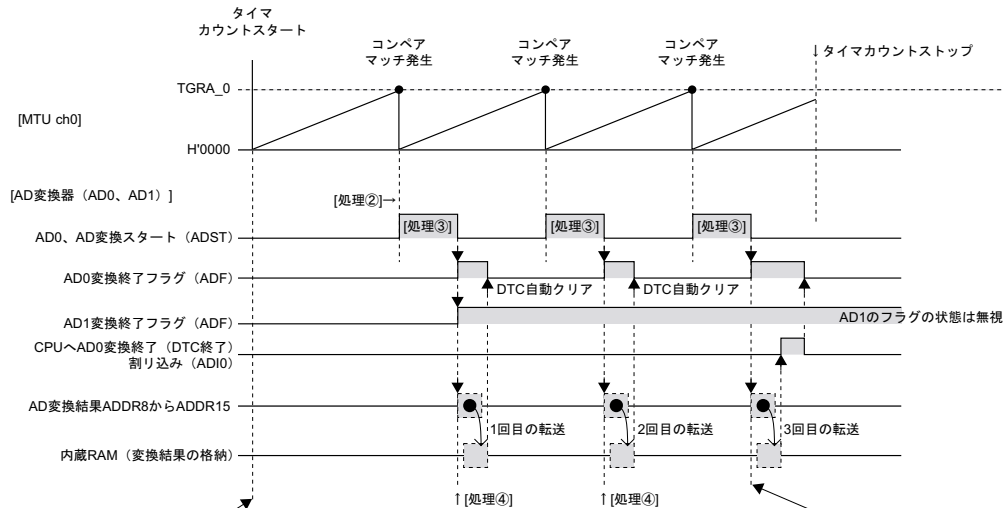 タイマ
カウントスタート
コンペア
マッチ発生
コンペア
マッチ発生
コンペア
マッチ発生
↓タイマカウントストップ
TGRA_0
[MTU ch0]
H'0000
[AD変換器（AD0、AD1）]
[処理②]→
AD0、AD変換スタート（ADST）
[処理③]
[処理③]
[処理③]
AD0変換終了フラグ（ADF）
DTC自動クリア
DTC自動クリア
AD1変換終了フラグ（ADF）
AD1のフラグの状態は無視
CPUへAD0変換終了（DTC終了）
割り込み（ADI0）
AD変換結果ADDR8からADDR15
1回目の転送
2回目の転送
3回目の転送
内蔵RAM（変換結果の格納）
↑[処理④]
↑[処理④]